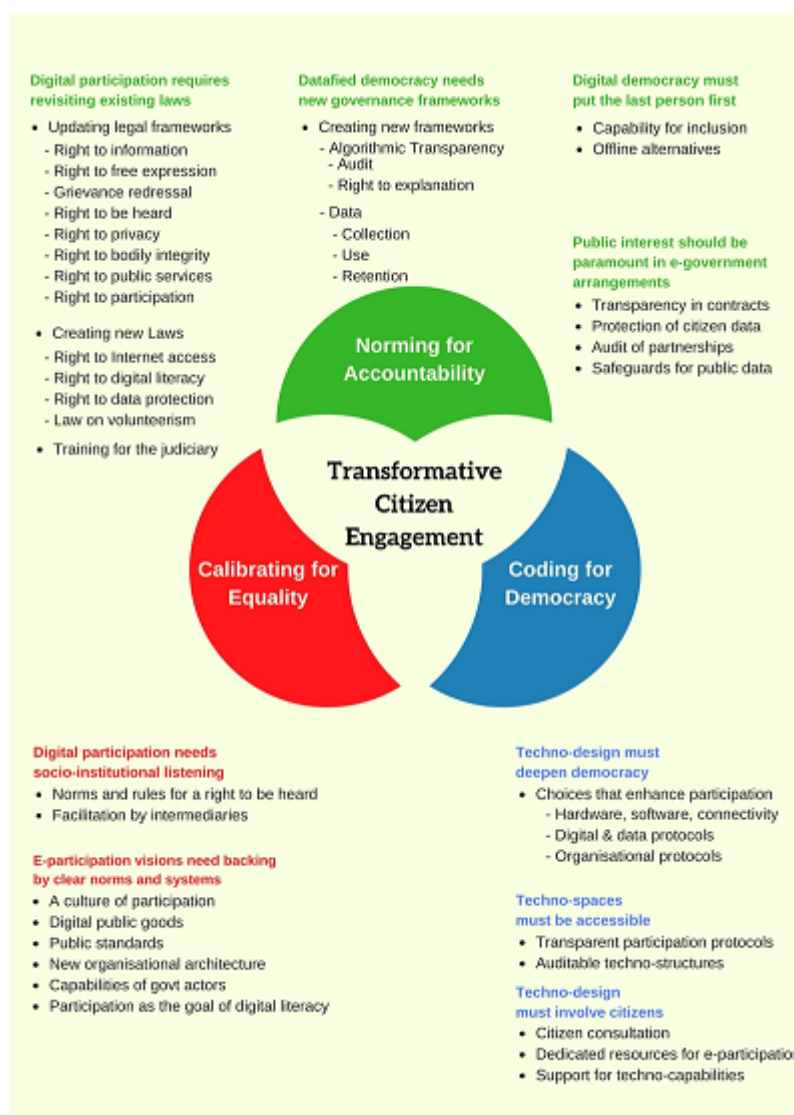 Digital participation requires
revisiting existing laws
• Updating legal frameworks
- Right to information
- Right to free expression
- Grievance redressal
- Right to be heard
- Right to privacy
- Right to bodily integrity
- Right to public services
- Right to participation
• Creating new Laws
- Right to Internet access
- Right to digital literacy
- Right to data protection
- Law on volunteerism
• Training for the judiciary
Datafied democracy needs
new governance frameworks
• Creating new frameworks
- Algorithmic Transparency
- Audit
- Right to explanation
- Data
- Collection
- Use
- Retention
Digital democracy must
put the last person first
• Capability for inclusion
• Offline alternatives
Public interest should be
paramount in e-government
arrangements
• Transparency in contracts
• Protection of citizen data
• Audit of partnerships
• Safeguards for public data
Norming for
Accountability
Transformative
Citizen
Engagement
Calibrating for
Equality
Coding for
Democracy
Digital participation needs
socio-institutional listening
• Norms and rules for a right to be heard
• Facilitation by intermediaries
E-participation visions need backing
by clear norms and systems
• A culture of participation
• Digital public goods
• Public standards
• New organisational architecture
• Capabilities of govt actors
• Participation as the goal of digital literacy
Techno-design must
deepen democracy
• Choices that enhance participation
- Hardware, software, connectivity
- Digital & data protocols
- Organisational protocols
Techno-spaces
must be accessible
• Transparent participation protocols
• Auditable techno-structures
Techno-design
must involve citizens
• Citizen consultation
• Dedicated resources for e-participatio
• Support for techno-capabilities